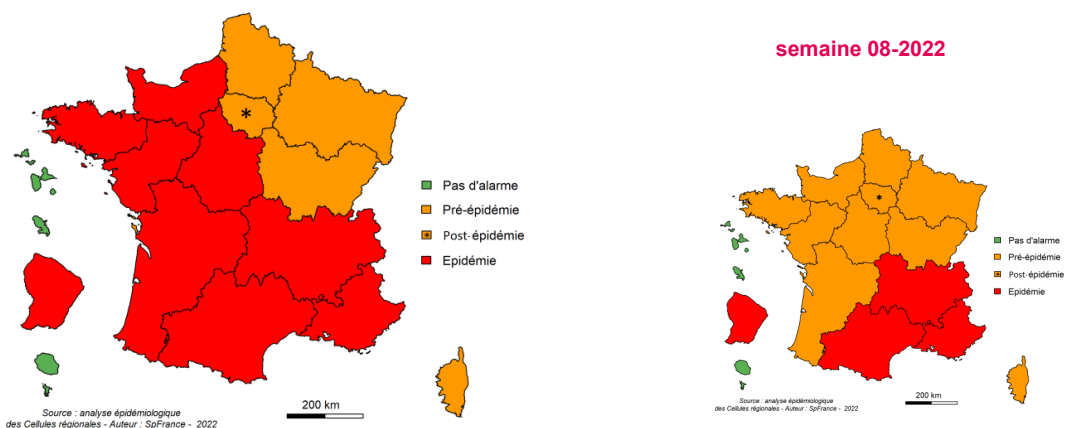 *
Pas d'alarme
Pré-épidémie
* Post-épidémie
Epidémie
200 km
Source : analyse épidémiologique
des Cellules régionales - Auteur : SpFrance - 2022
semaine 08-2022
*
Pas d'alarme
Pré-épidémie
* Post-épidémie
Epidémie
200 km
Source : analyse épidémiologique
des Cellules régionales - Auteur : SpFrance - 2022